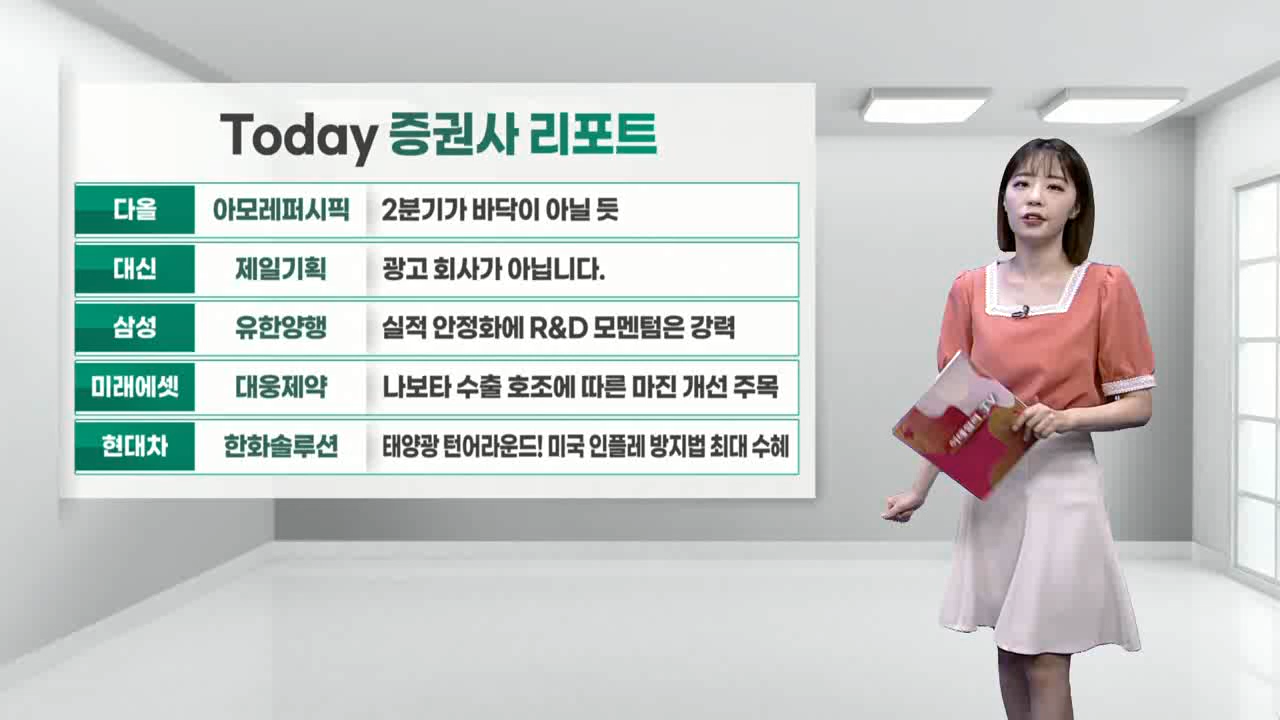 Today 증권사 리포트
다올 아모레퍼시픽 2분기가 바닥이 아닐 듯
대신 제일기획 광고 회사가 아닙니다.
삼성 유한양행 실적 안정화에 R&D 모멘텀은 강력
미래에셋 대웅제약 나보타 수출 호조에 따른 마진 개선 주목
현대차 한화솔루션 태양광 턴어라운드! 미국 인플레 방지법 최대 수혜
이데일리 TV